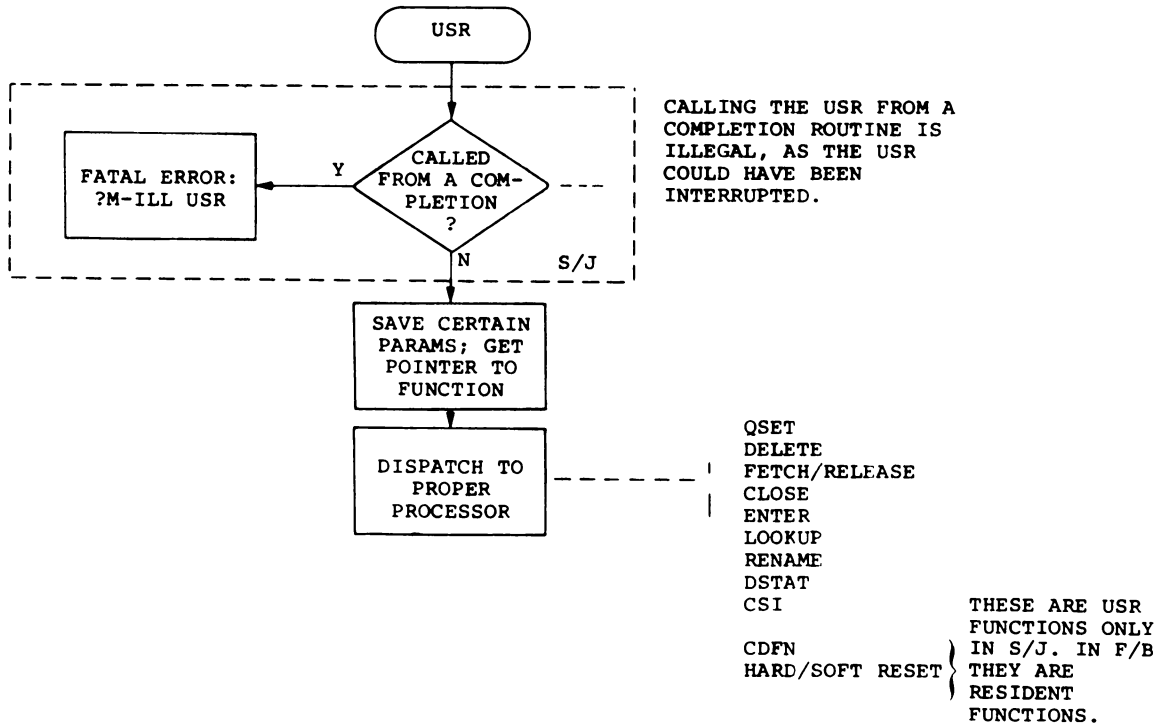 USR
CALLING THE USR FROM A
COMPLETION ROUTINE IS
ILLEGAL, AS THE USR
COULD HAVE BEEN
INTERRUPTED.
CALLED
FROM A COM-
PLETION
?
Y
FATAL ERROR:
?M-ILL USR
N
S/J
SAVE CERTAIN
PARAMS; GET
POINTER TO
FUNCTION
DISPATCH TO
PROPER
PROCESSOR
QSET
DELETE
FETCH/RELEASE
CLOSE
ENTER
LOOKUP
RENAME
DSTAT
CSI
CDFN
HARD/SOFT RESET
THESE ARE USR
FUNCTIONS ONLY
IN S/J. IN F/B
THEY ARE
RESIDENT
FUNCTIONS.